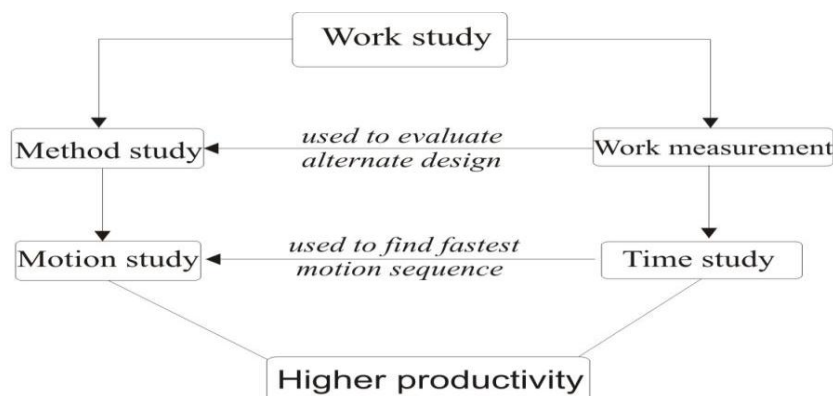 Work study
used to evaluate
alternate design
Method study
Work measurement
used to find fastest
motion sequence
Motion study
Time study
Higher productivity